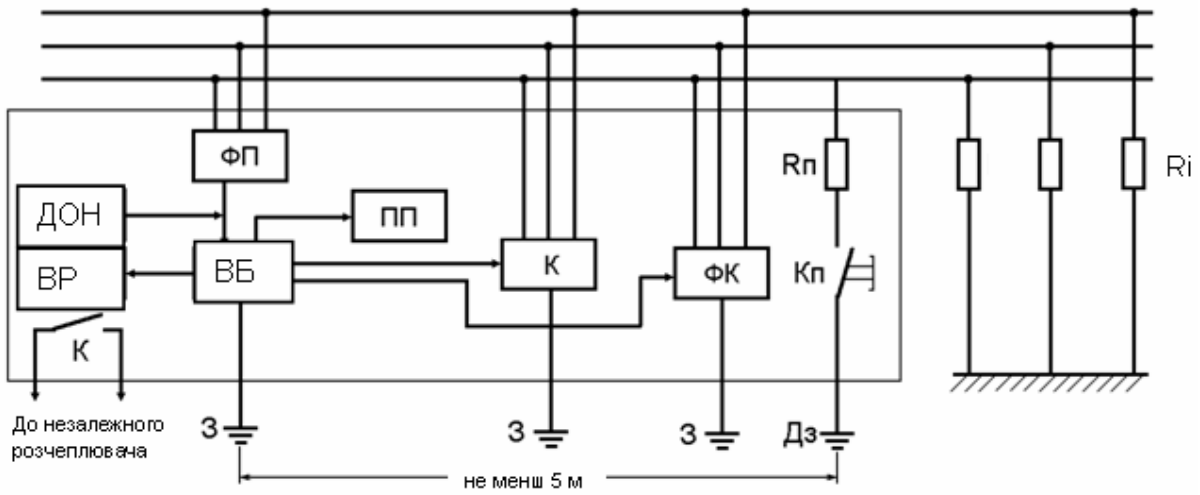 ФП
Rп
Ri
ДОН
ПП
ВБ
К
ФК
Кп
ВР
К
До незалежного
розчеплювача
З
З
З
Дз
не менш 5 м